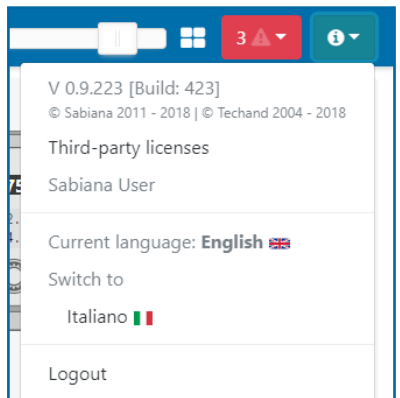 3
V 0.9.223 [Build: 423]
© Sabiana 2011 - 2018 | © Techand 2004 - 2018
Third-party licenses
Sabiana User
Current language: English
Switch to
Italiano
Logout